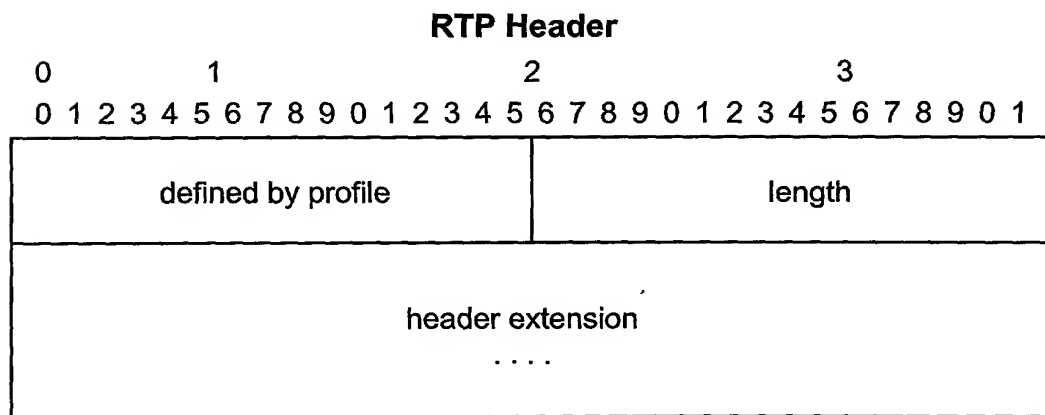 RTP Header
0 1 2 3
0 1 2 3 4 5 6 7 8 9 0 1 2 3 4 5 6 7 8 9 0 1 2 3 4 5 6 7 8 9 0 1
defined by profile length
header extension
....